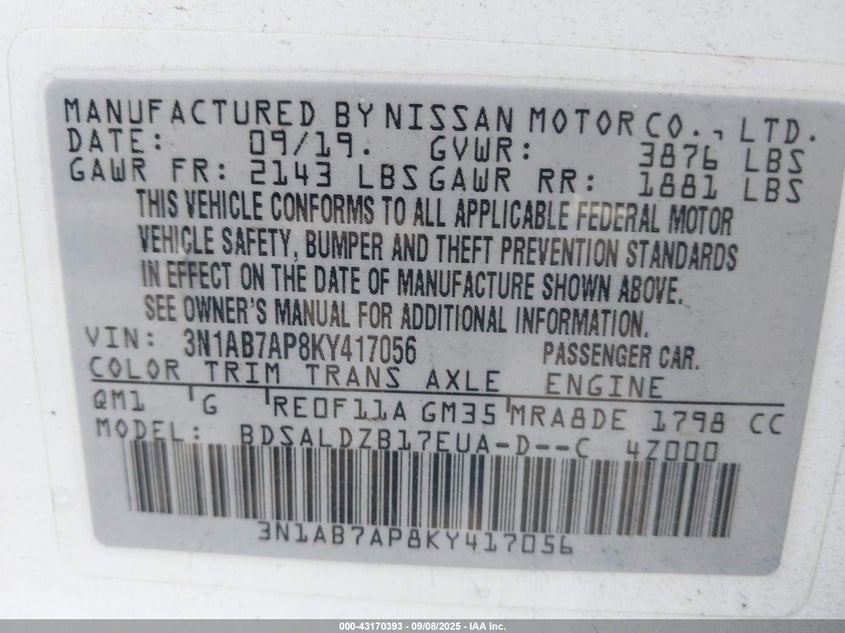 MANUFACTURED BY NISSAN MOTOR CO., LTD.
DATE: 09/19. GVWR: 3876 LBS
GAWR FR: 2143 LBS GAWR RR: 1881 LBS
THIS VEHICLE CONFORMS TO ALL APPLICABLE FEDERAL MOTOR
VEHICLE SAFETY, BUMPER AND THEFT PREVENTION STANDARDS
IN EFFECT ON THE DATE OF MANUFACTURE SHOWN ABOVE.
SEE OWNER'S MANUAL FOR ADDITIONAL INFORMATION.
VIN: 3N1AB7AP8KY417056 PASSENGER CAR.
COLOR TRIM TRANS AXLE ENGINE
QM1 G RE0F11A GM35 MRA8DE 1798 CC
MODEL: BDSALDZB17EUA-D--C 4Z000
3N1AB7AP8KY417056
000-43170393 - 09/08/2025 - IAA Inc.